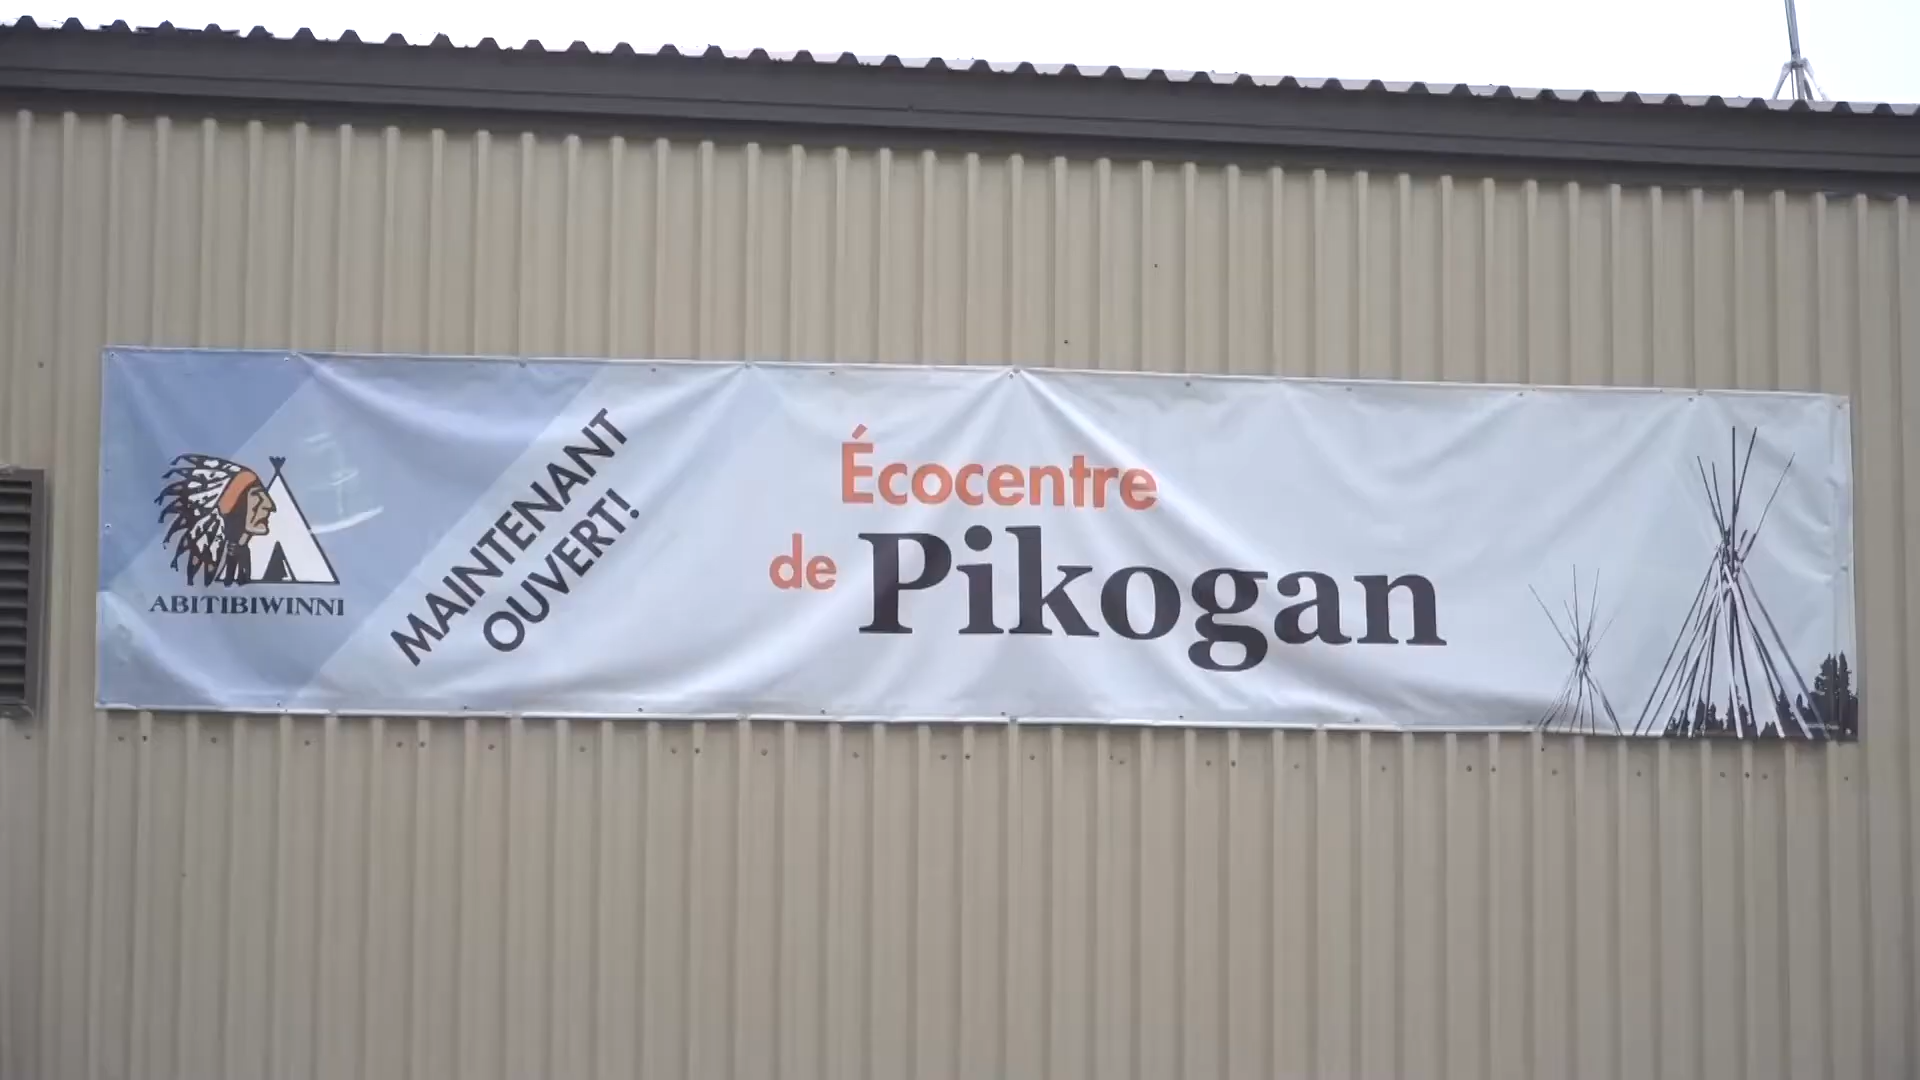 ABITIBIWINNI
MAINTENANT
OUVERT!
Écocentre
de Pikogan